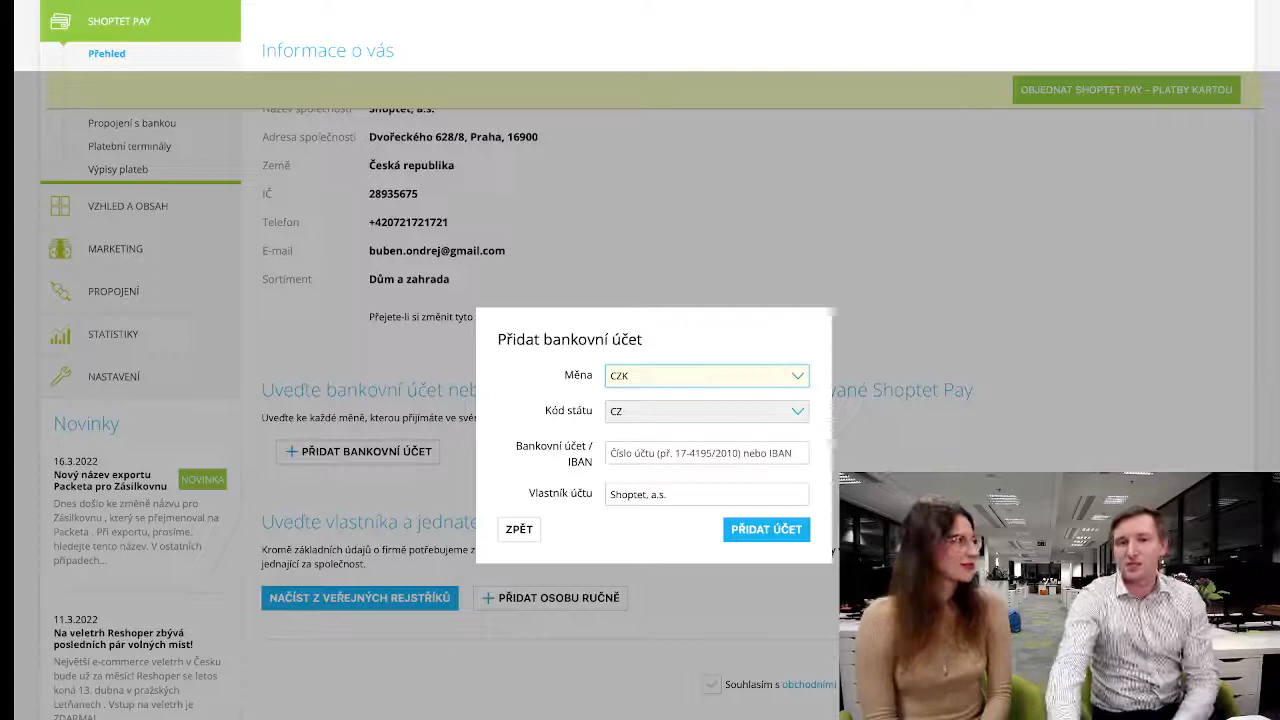 SHOPTET PAY
Přehled
Propojení s bankou
Platební terminály
Výpisy plateb
VZHLED A OBSAH
MARKETING
PROPOJENÍ
STATISTIKY
NASTAVENÍ
Novinky
16.3.2022
Nový název exportu
Packeta pro Zásilkovnu
NOVINKA
Dnes došlo ke změně názvu pro
Zásilkovnu , který se přejmenoval na
Packeta . Při exportu, prosíme,
hledejte tento název. V ostatních
případech...
11.3.2022
Na veletrh Reshoper zbývá
posledních pár volných míst!
Největší e-commerce veletrh v Česku
bude už za měsíc! Reshoper se letos
koná 13. dubna v pražských
Letňanech . Vstup na veletrh je
ZDARMA!
Informace o vás
OBJEDNAT SHOPTET PAY – PLATBY KARTOU
Název společnosti Shoptet, a.s.
Adresa společnosti Dvořeckého 628/8, Praha, 16900
Země Česká republika
IČ 28935675
Telefon +420721721721
E-mail buben.ondrej@gmail.com
Sortiment Dům a zahrada
Přejete-li si změnit tyto
Uveďte bankovní účet
Uveďte ke každé měně, kterou přijímáte ve
PŘIDAT BANKOVNÍ ÚČET
Shoptet Pay
Uveďte vlastníka a jednate
Kromě základních údajů o firmě potřebujeme z
jednající za společnost.
NAČÍST Z VEŘEJNÝCH REJSTŘÍKŮ
PŘIDAT OSOBU RUČNĚ
Souhlasím s obchodními
Přidat bankovní účet
Měna CZK
Kód státu CZ
Bankovní účet /
IBAN
Číslo účtu (př. 17-4195/2010) nebo IBAN
Vlastník účtu Shoptet, a.s.
ZPĚT
PŘIDAT ÚČET